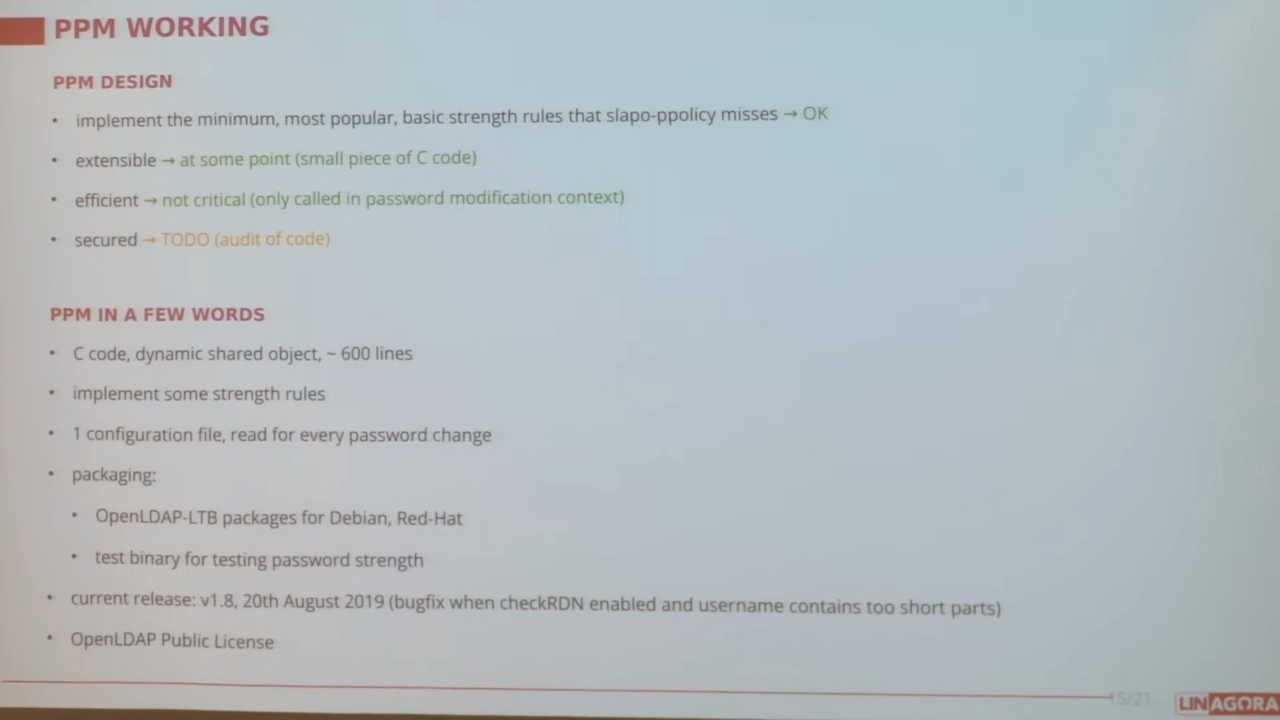 PPM WORKING
PPM DESIGN
• implement the minimum, most popular, basic strength rules that slapo-ppolicy misses → OK
• extensible → at some point (small piece of C code)
• efficient → not critical (only called in password modification context)
• secured → TODO (audit of code)
PPM IN A FEW WORDS
• C code, dynamic shared object, ~ 600 lines
• implement some strength rules
• 1 configuration file, read for every password change
• packaging:
• OpenLDAP-LTB packages for Debian, Red-Hat
• test binary for testing password strength
• current release: v1.8, 20th August 2019 (bugfix when checkRDN enabled and username contains too short parts)
• OpenLDAP Public License
15/21
LINAGORA